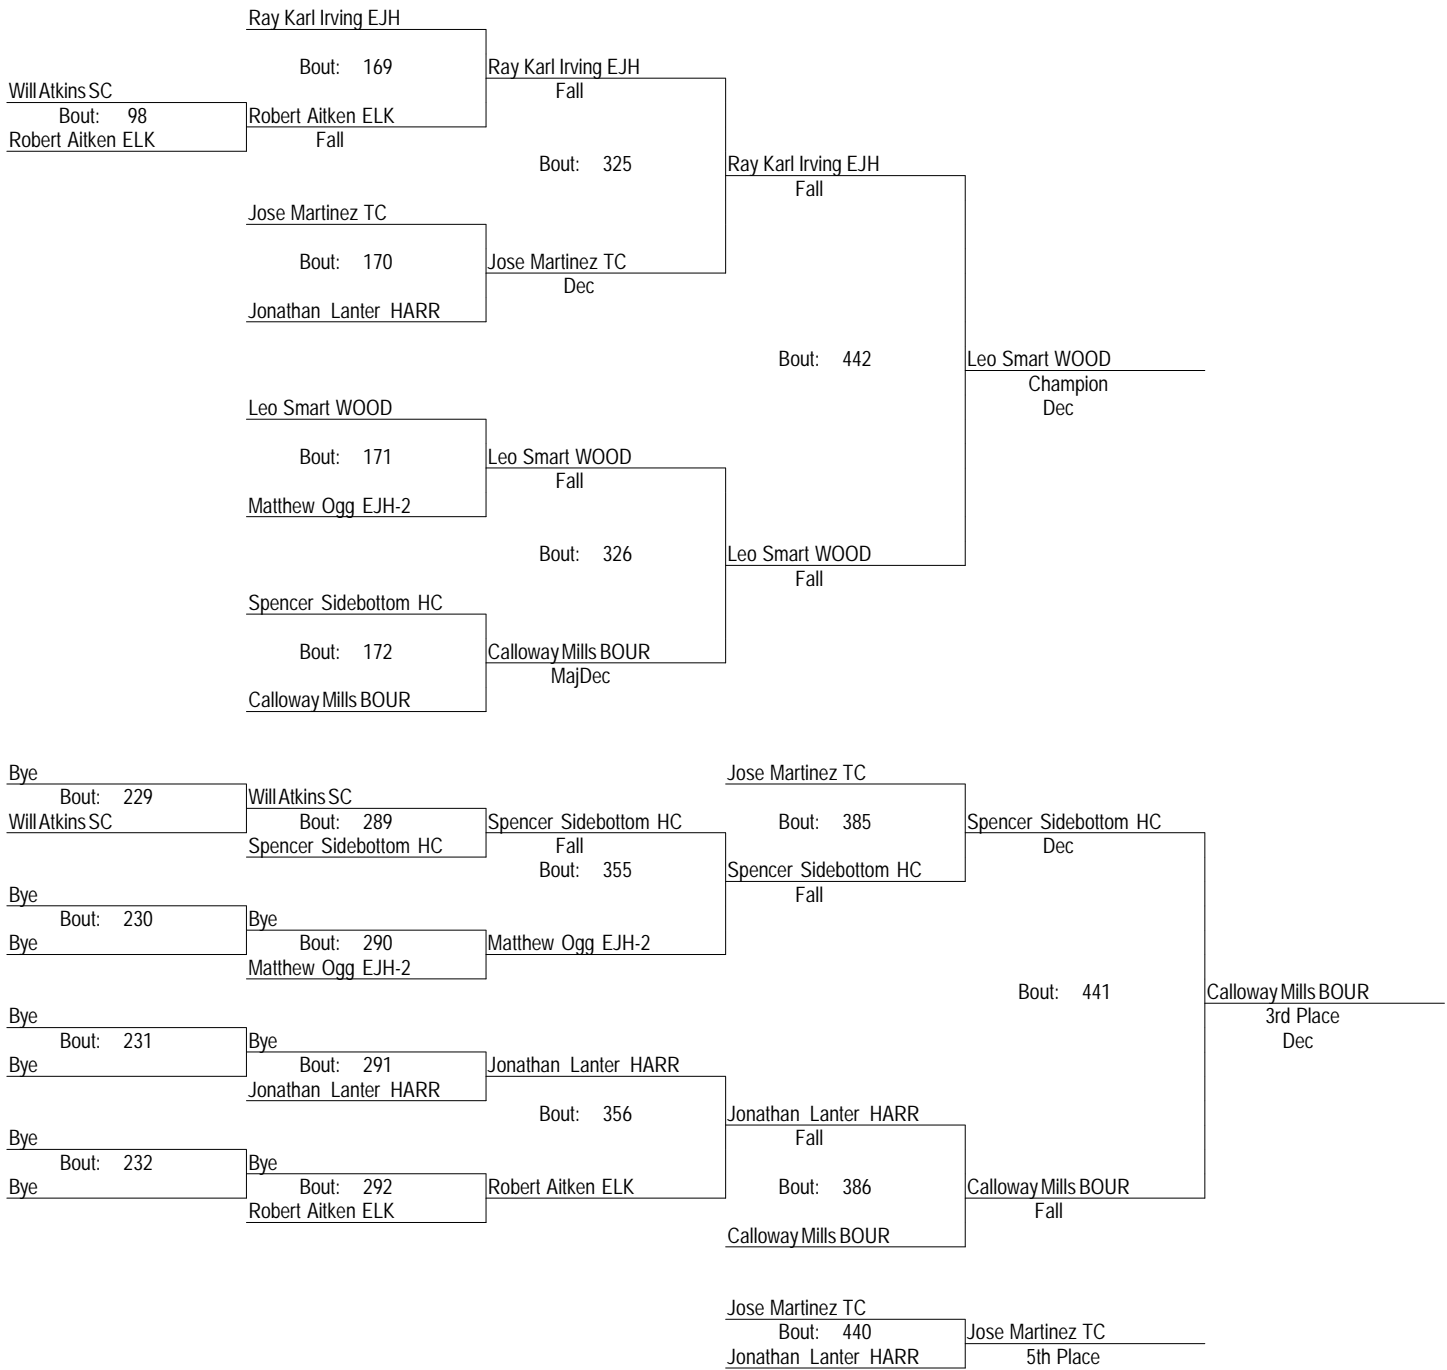 Ray Karl Irving EJH
Bout: 169
Ray Karl Irving EJH
Fall
Will Atkins SC
Bout: 98
Robert Aitken ELK
Robert Aitken ELK
Fall
Bout: 325
Ray Karl Irving EJH
Fall
Jose Martinez TC
Bout: 170
Jose Martinez TC
Dec
Jonathan Lanter HARR
Bout: 442
Leo Smart WOOD
Champion
Dec
Leo Smart WOOD
Bout: 171
Leo Smart WOOD
Fall
Matthew Ogg EJH-2
Bout: 326
Leo Smart WOOD
Fall
Spencer Sidebottom HC
Bout: 172
Calloway Mills BOUR
MajDec
Calloway Mills BOUR
Bye
Bout: 229
Will Atkins SC
Will Atkins SC
Bout: 289
Spencer Sidebottom HC
Spencer Sidebottom HC
Fall
Bout: 355
Jose Martinez TC
Bout: 385
Spencer Sidebottom HC
Fall
Spencer Sidebottom HC
Dec
Bye
Bout: 230
Bye
Bye
Bout: 290
Matthew Ogg EJH-2
Matthew Ogg EJH-2
Bout: 441
Calloway Mills BOUR
3rd Place
Dec
Bye
Bout: 231
Bye
Bye
Bout: 291
Jonathan Lanter HARR
Jonathan Lanter HARR
Bout: 356
Jonathan Lanter HARR
Fall
Bye
Bout: 232
Bye
Bye
Bout: 292
Robert Aitken ELK
Robert Aitken ELK
Bout: 386
Calloway Mills BOUR
Calloway Mills BOUR
Fall
Jose Martinez TC
Bout: 440
Jonathan Lanter HARR
Jose Martinez TC
5th Place